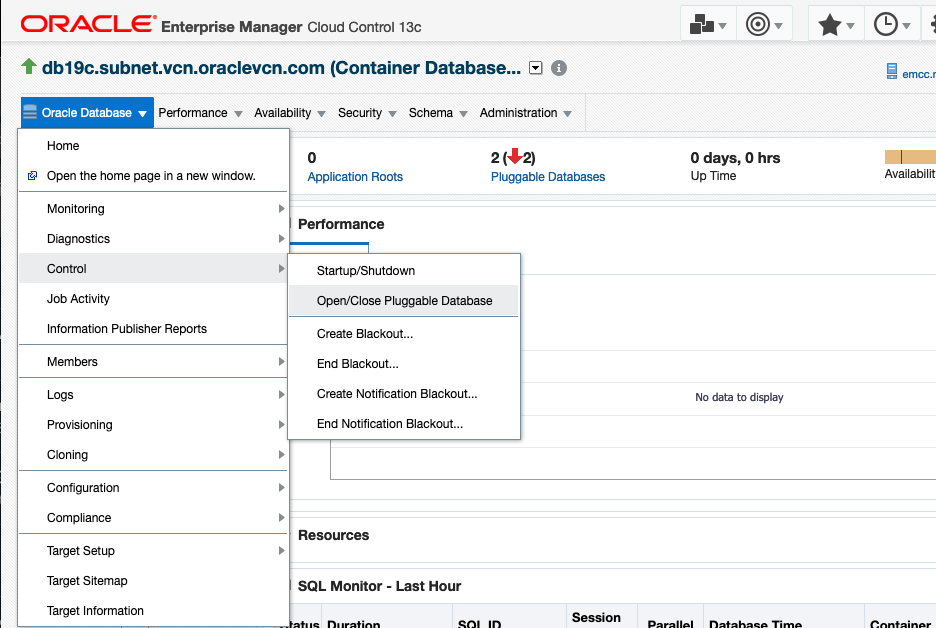 ORACLE® Enterprise Manager Cloud Control 13c
db19c.subnet.vcn.oraclevcn.com (Container Database...
emcc.
Oracle Database Performance Availability Security Schema Administration
Home
Open the home page in a new window.
Monitoring
Diagnostics
Control
Job Activity
Information Publisher Reports
Members
Logs
Provisioning
Cloning
Configuration
Compliance
Target Setup
Target Sitemap
Target Information
0
Application Roots
2 (2)
Pluggable Databases
0 days, 0 hrs
Up Time
Availabilit
Performance
Startup/Shutdown
Open/Close Pluggable Database
Create Blackout...
End Blackout...
Create Notification Blackout...
End Notification Blackout...
No data to display
Resources
SQL Monitor - Last Hour
Status Duration SQL ID Session Parallel Database Time Container